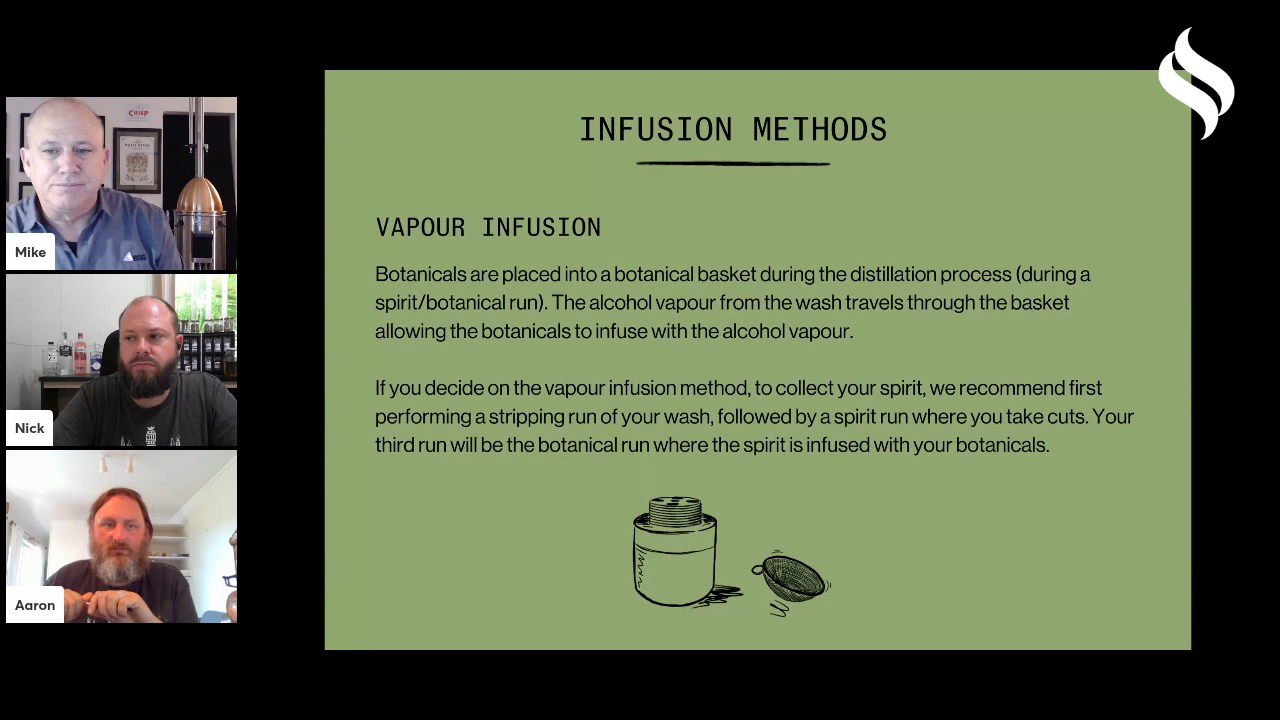 INFUSION METHODS
VAPOUR INFUSION
Botanicals are placed into a botanical basket during the distillation process (during a
spirit/botanical run). The alcohol vapour from the wash travels through the basket
allowing the botanicals to infuse with the alcohol vapour.
If you decide on the vapour infusion method, to collect your spirit, we recommend first
performing a stripping run of your wash, followed by a spirit run where you take cuts. Your
third run will be the botanical run where the spirit is infused with your botanicals.
CRISP
Mike
Nick
Aaron